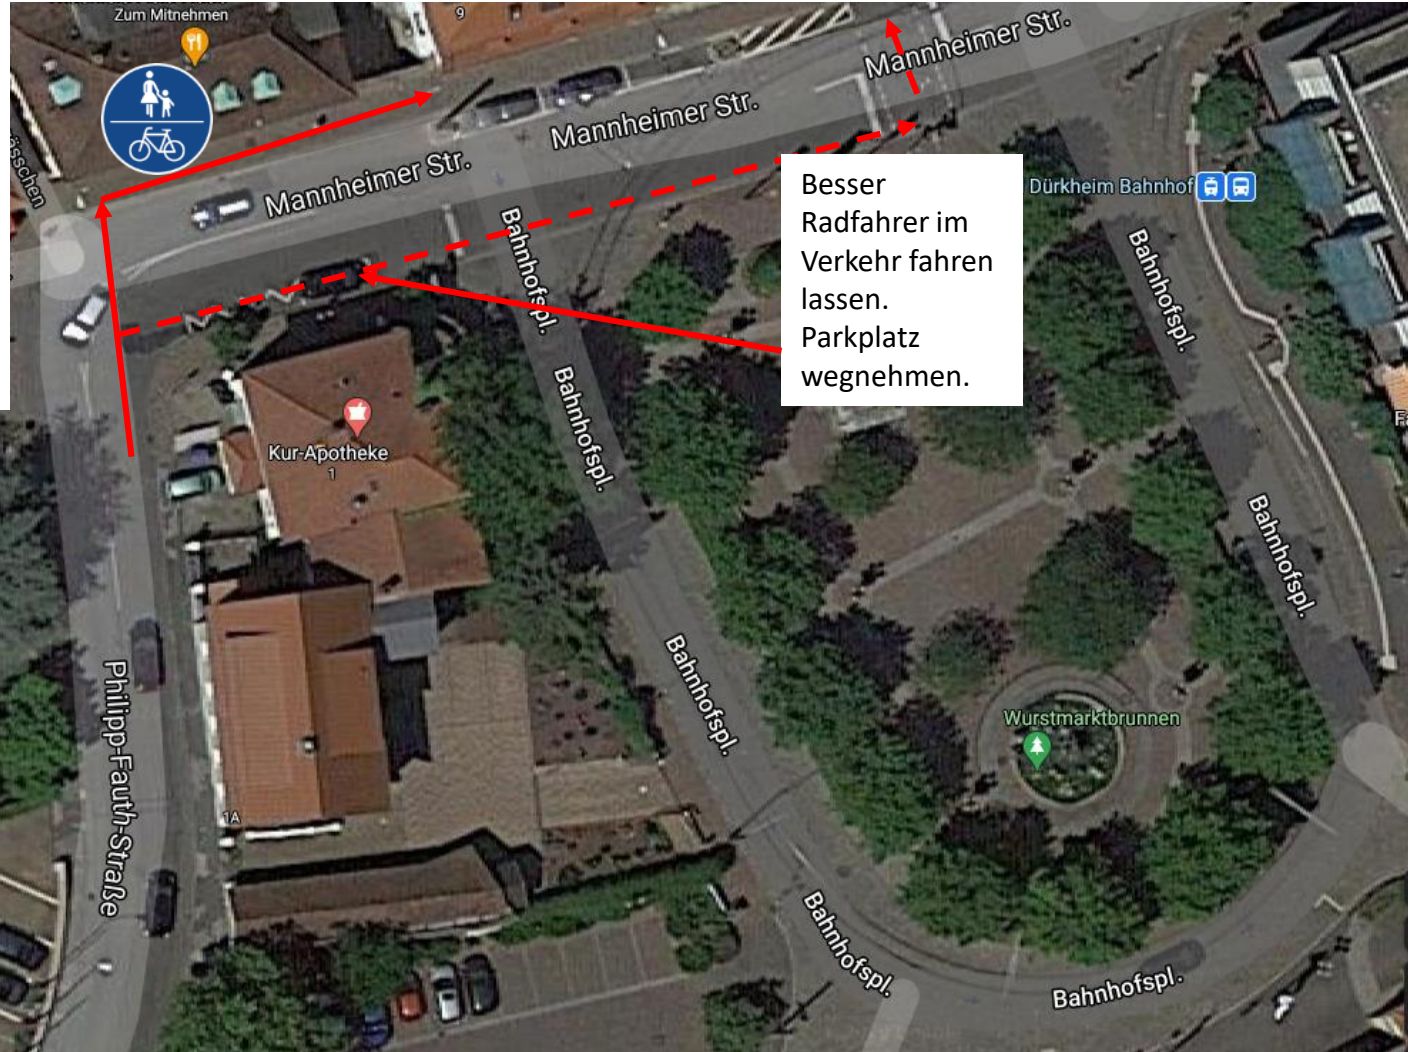 Zum Mitnehmen
9
Mannheimer Str.
Mannheimer Str.
Mannheimer Str.
Besser
Radfahrer im
Verkehr fahren
lassen.
Parkplatz
wegnehmen.
Dürkheim Bahnhof
Bahnhofspl.
Bahnhofspl.
Bahnhofspl.
Kur-Apotheke
1
Bahnhofspl.
Bahnhofspl.
Wurstmarktbrunnen
Philipp-Fauth-Straße
1A
Bahnhofspl.
Bahnhofspl.